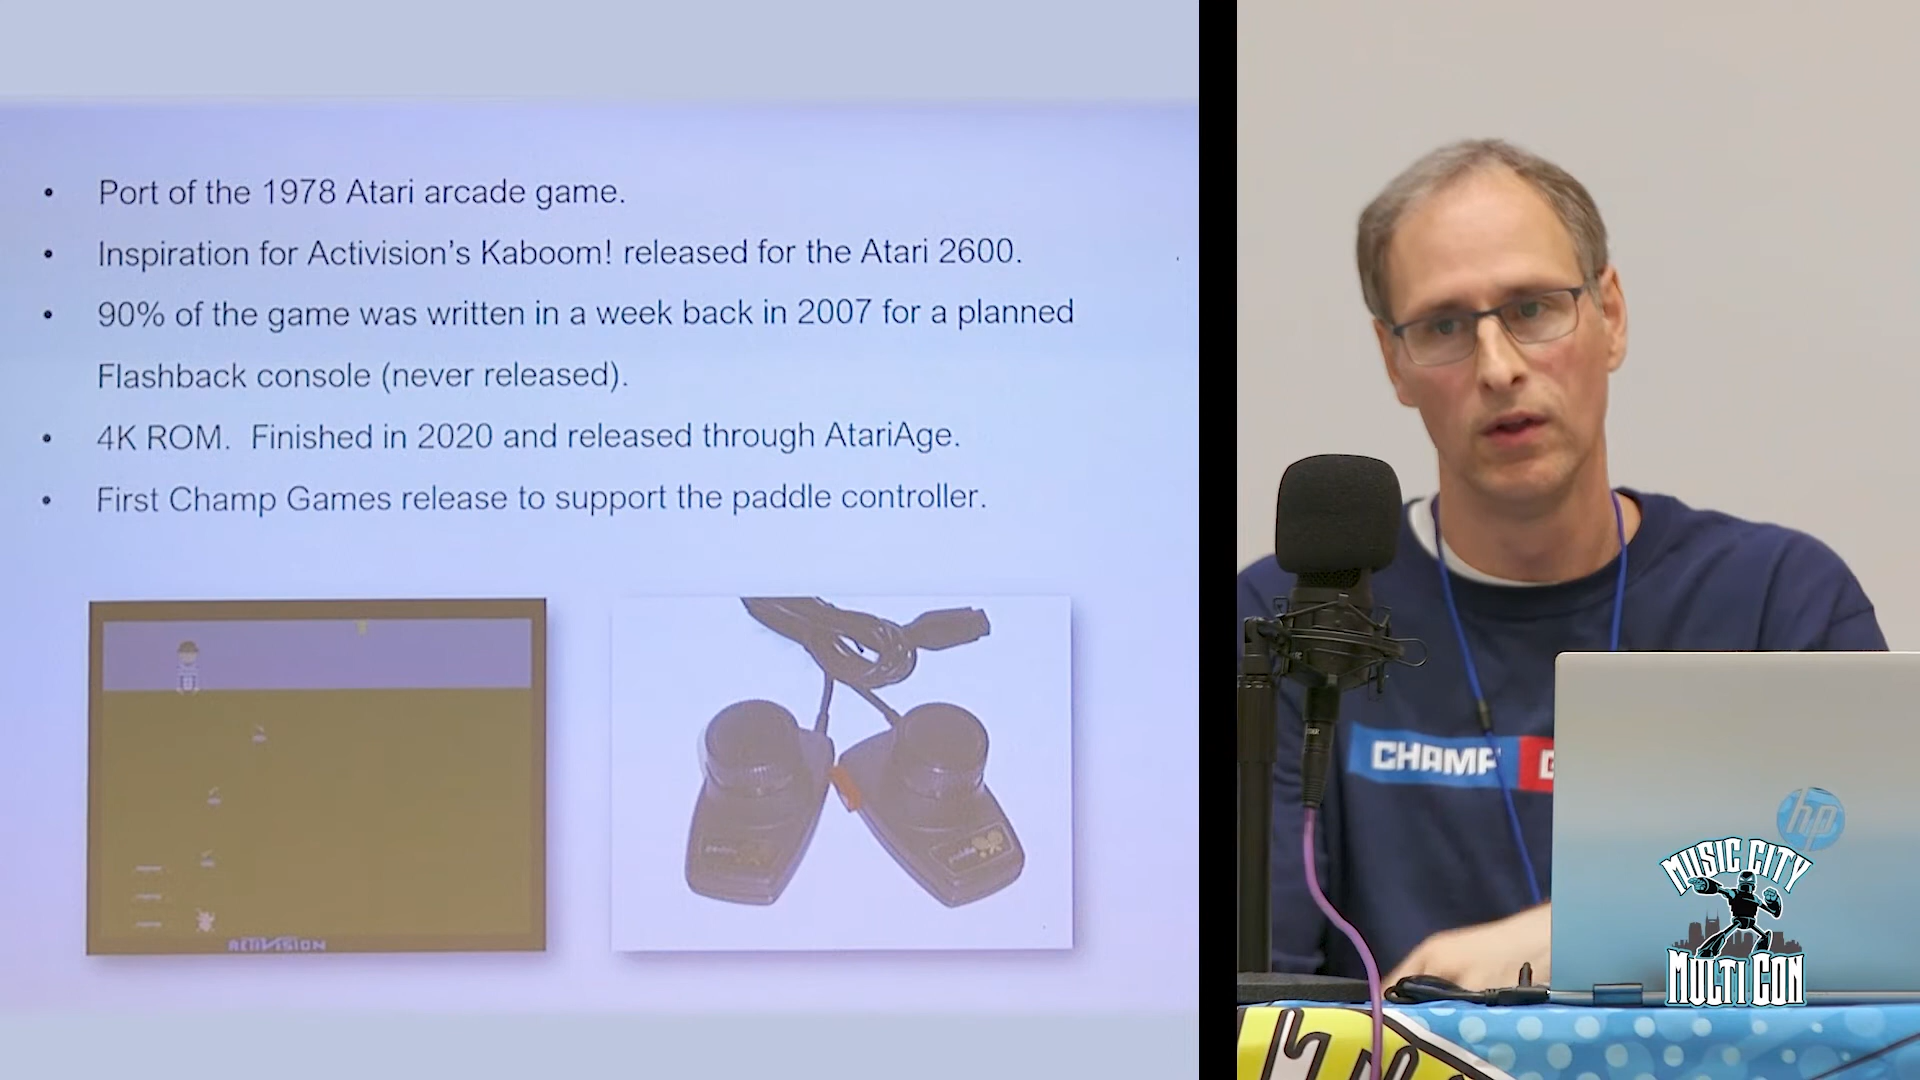 • Port of the 1978 Atari arcade game.
• Inspiration for Activision's Kaboom! released for the Atari 2600.
• 90% of the game was written in a week back in 2007 for a planned
Flashback console (never released).
• 4K ROM.  Finished in 2020 and released through AtariAge.
• First Champ Games release to support the paddle controller.
ACTIVISION
paddle
CHAMP G
hp
MUSIC CITY
MULTI CON